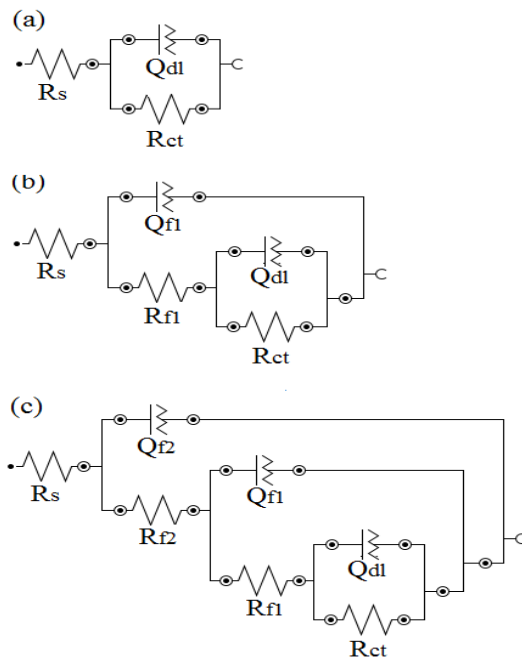 (a)
Qdl
Rs
Rct
(b)
Qf1
Rs
Qdl
Rf1
Rct
(c)
Qf2
Qf1
Rs
Rf2
Qdl
Rf1
Rct